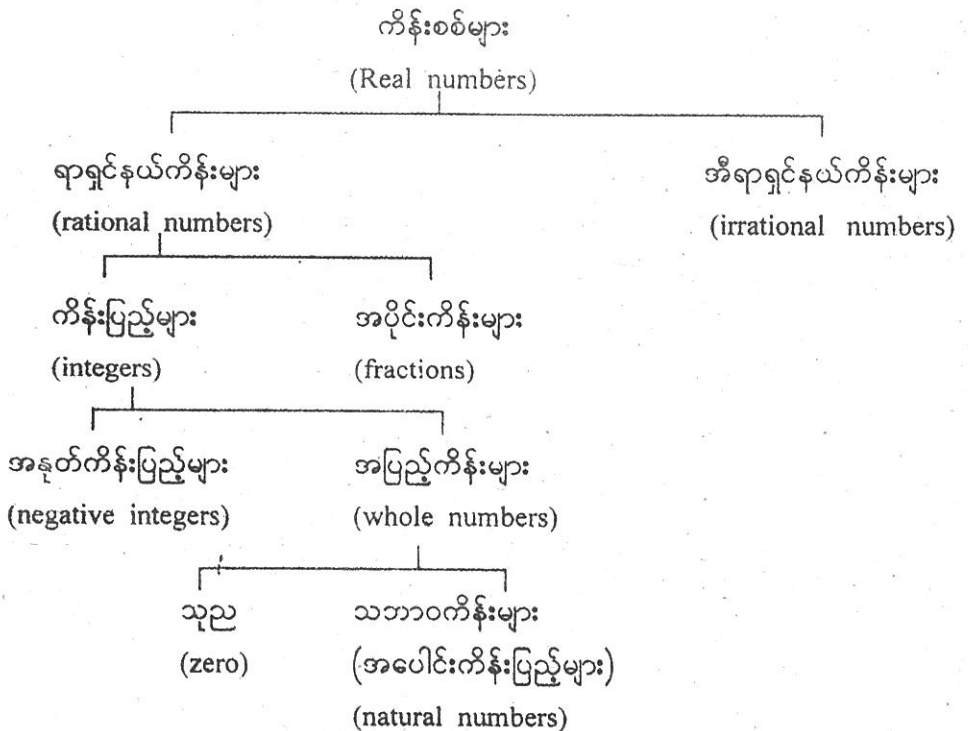 ကိန်းစစ်များ
(Real numbers)
ရာရှင်နယ်ကိန်းများ အီရာရှင်နယ်ကိန်းများ
(rational numbers) (irrational numbers)
ကိန်းပြည့်များ အပိုင်းကိန်းများ
(integers) (fractions)
အနုတ်ကိန်းပြည့်များ အပြည့်ကိန်းများ
(negative integers) (whole numbers)
သုည သဘာဝကိန်းများ
(zero) (အပေါင်းကိန်းပြည့်များ)
(natural numbers)